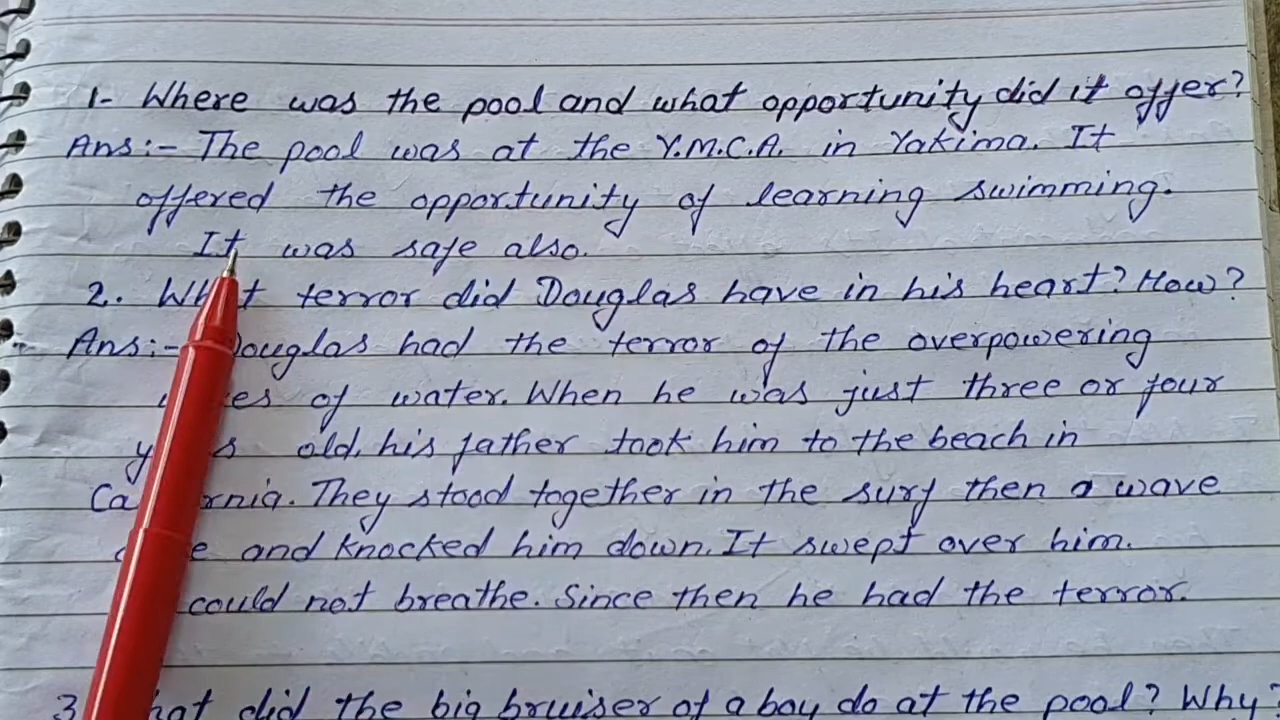 1- Where was the pool and what opportunity did it offer?
Ans:- The pool was at the Y.M.C.A. in Yakima. It
offered the opportunity of learning swimming.
It was safe also.
2. What terror did Douglas have in his heart? How?
Ans:- Douglas had the terror of the overpowering
of water. When he was just three or four
old, his father took him to the beach in
California. They stood together in the surf then a wave
and knocked him down. It swept over him.
could not breathe. Since then he had the terror.
3 What did the big bruiser of a boy do at the pool? Why?